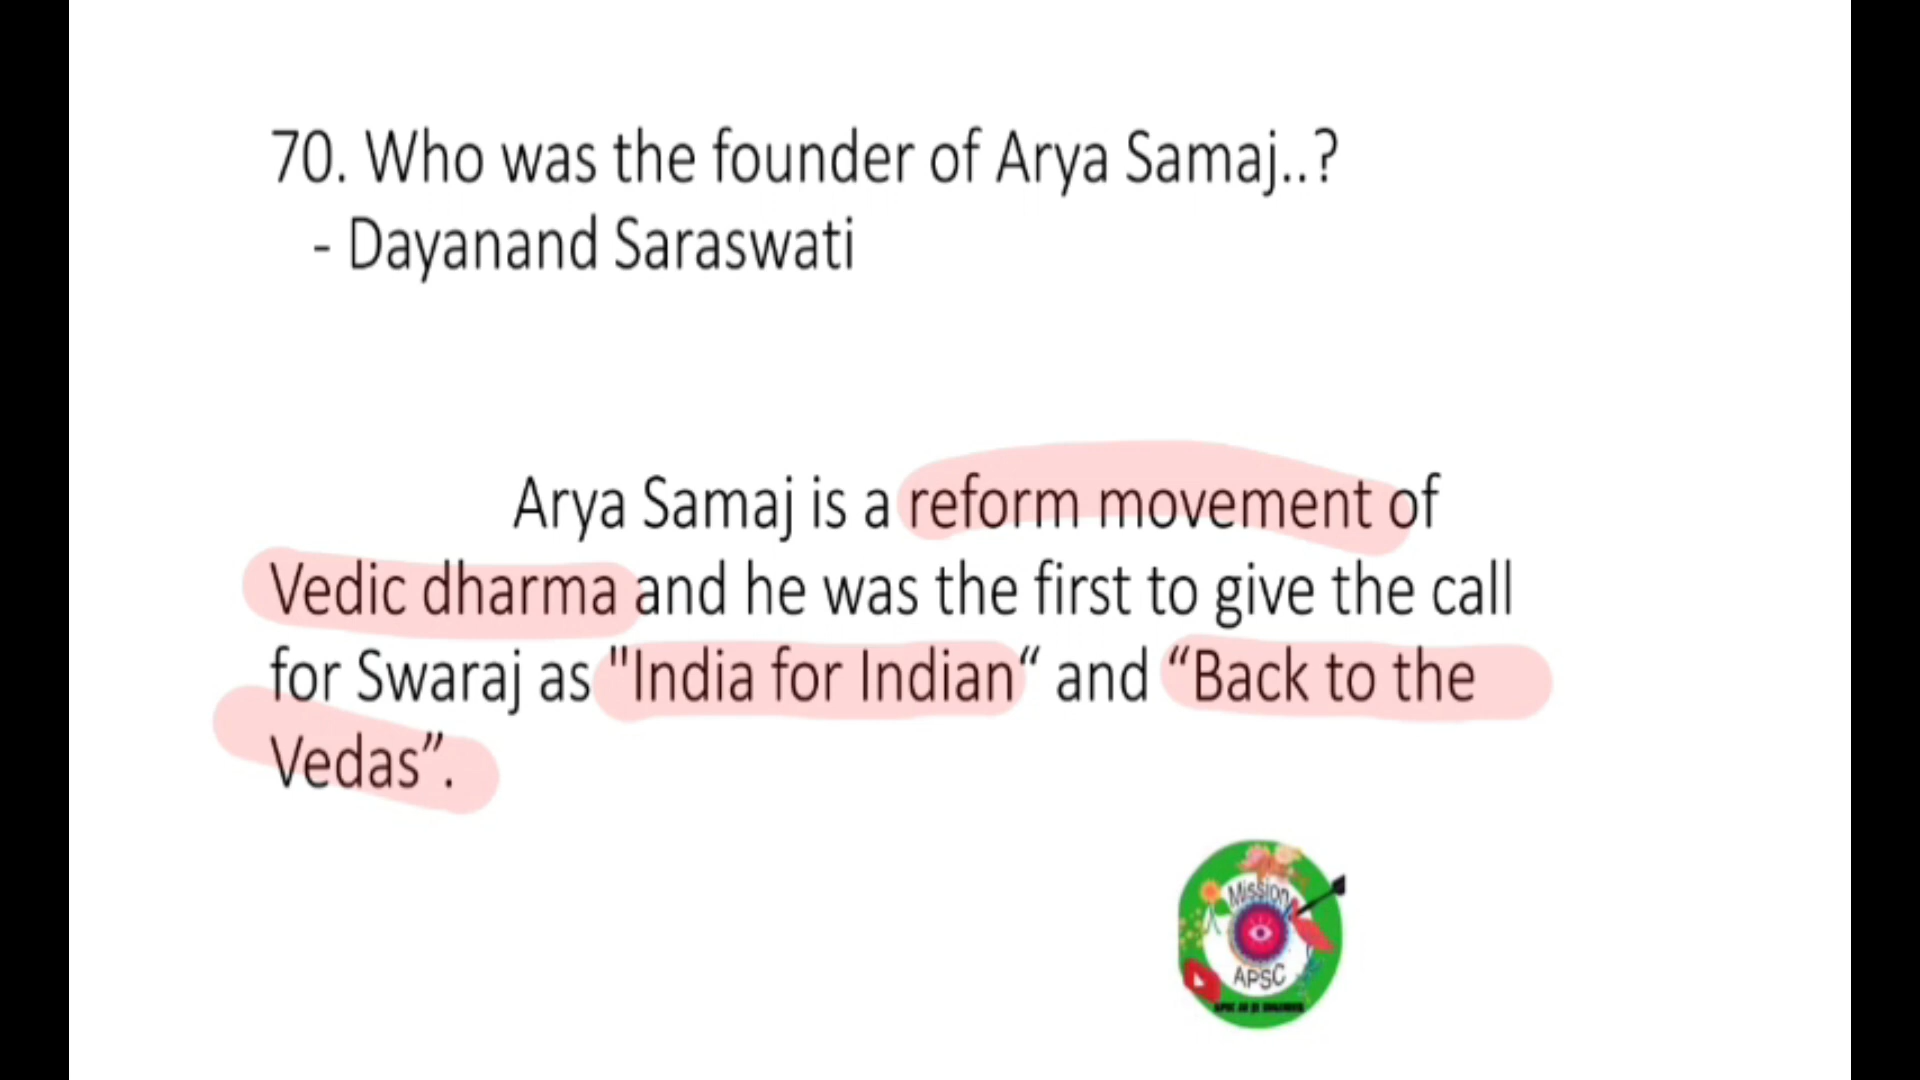 70. Who was the founder of Arya Samaj..?
- Dayanand Saraswati
Arya Samaj is a reform movement of
Vedic dharma and he was the first to give the call
for Swaraj as "India for Indian“ and “Back to the
Vedas”.
Mission
APSC